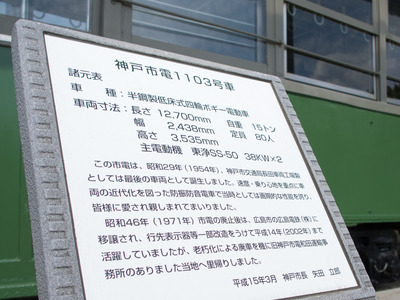 神戸市電1103号車
諸元表
車 種：半鋼製低床式四輪ボギー電動車
車両寸法：長さ 12,700mm 自重 15トン
幅 2,438mm 定員 80人
高さ 3,535mm
主電動機 東浄SS-50 38KW×2
この市電は、昭和29年（1954年）、神戸市交通局長田車両工場製
としては最後の車両として誕生しました。速度・乗り心地を重点に車
両の近代化を図った防振防音電車で当時としては画期的な性能を誇り、
皆様に愛され親しまれてまいりました。
昭和46年（1971年）市電の廃止後は、広島市の広島電鉄（株）に
移譲され、行先表示器等一部改造をうけて平成14年（2002年）まで
活躍していましたが、老朽化による廃車を機に旧神戸市電和田運輸事
務所のありました当地へ里帰りしました。
平成15年3月 神戸市長 矢田 立郎